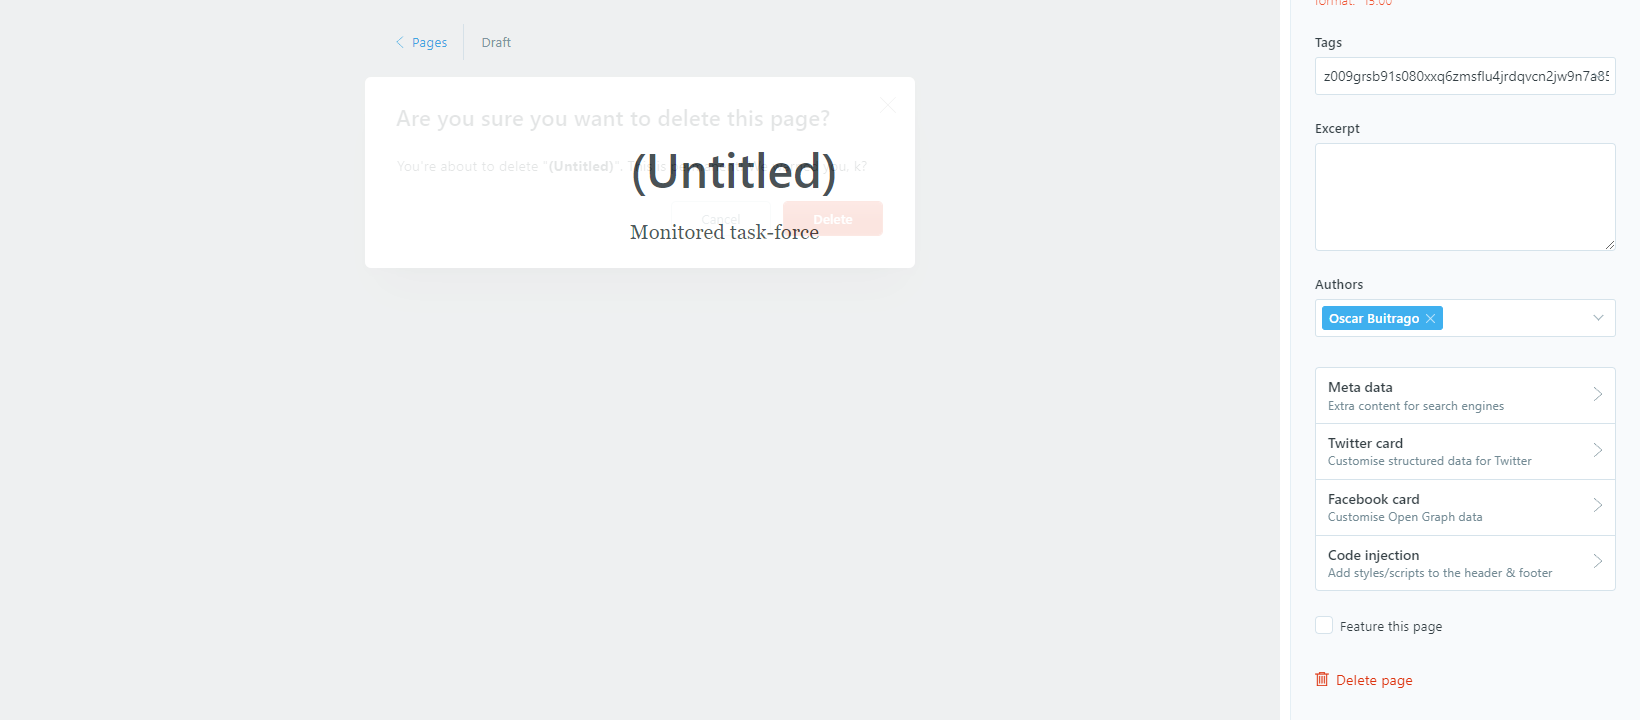 Pages
Draft
Are you sure you want to delete this page?
You're about to delete "(Untitled)". k?
(Untitled)
Cancel
Delete
Monitored task-force
format: "15:00"
Tags
z009grsb91s080xxq6zmsflu4jrdqvcn2jw9n7a85
Excerpt
Authors
Oscar Buitrago
Meta data
Extra content for search engines
Twitter card
Customise structured data for Twitter
Facebook card
Customise Open Graph data
Code injection
Add styles/scripts to the header & footer
Feature this page
Delete page